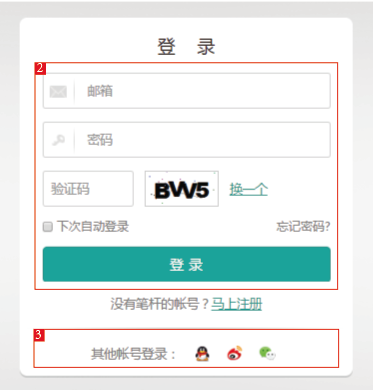 登 录
2
邮箱
密码
验证码 BW5 换一个
下次自动登录 忘记密码?
登 录
没有笔杆的帐号？马上注册
3
其他帐号登录：